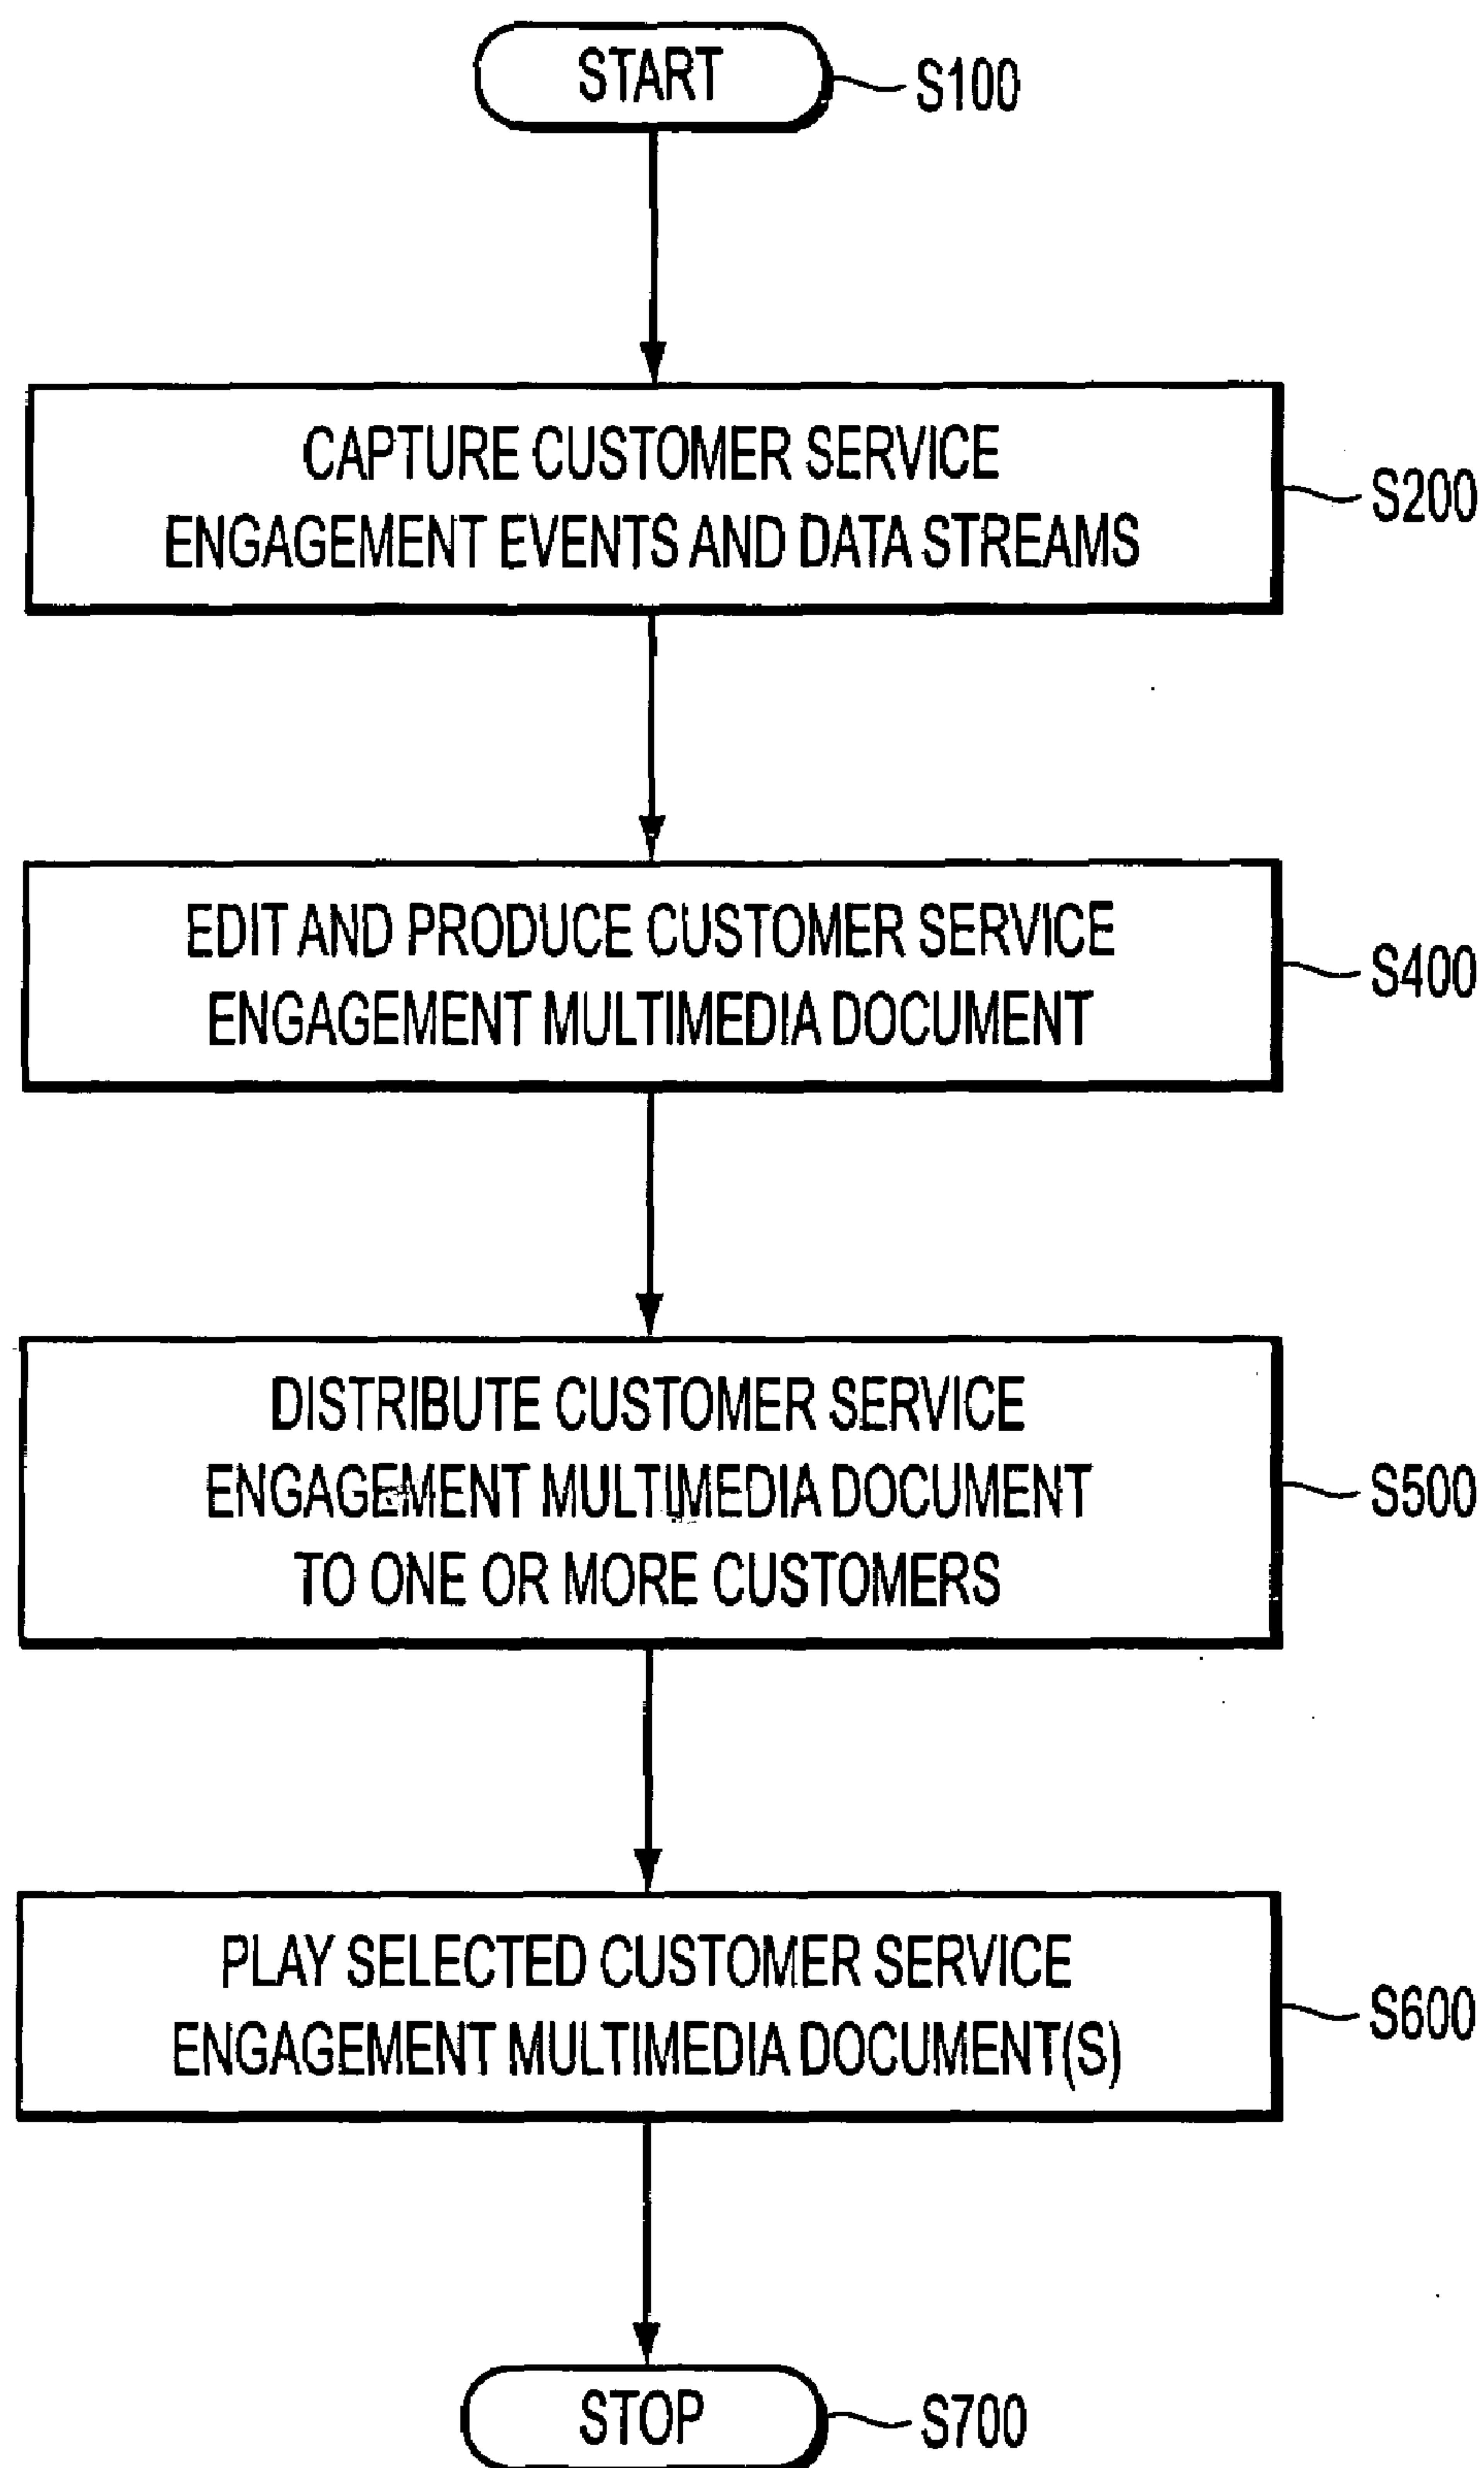 START
S100
CAPTURE CUSTOMER SERVICE
ENGAGEMENT EVENTS AND DATA STREAMS
S200
EDIT AND PRODUCE CUSTOMER SERVICE
ENGAGEMENT MULTIMEDIA DOCUMENT
S400
DISTRIBUTE CUSTOMER SERVICE
ENGAGEMENT MULTIMEDIA DOCUMENT
TO ONE OR MORE CUSTOMERS
S500
PLAY SELECTED CUSTOMER SERVICE
ENGAGEMENT MULTIMEDIA DOCUMENT(S)
S600
STOP
S700